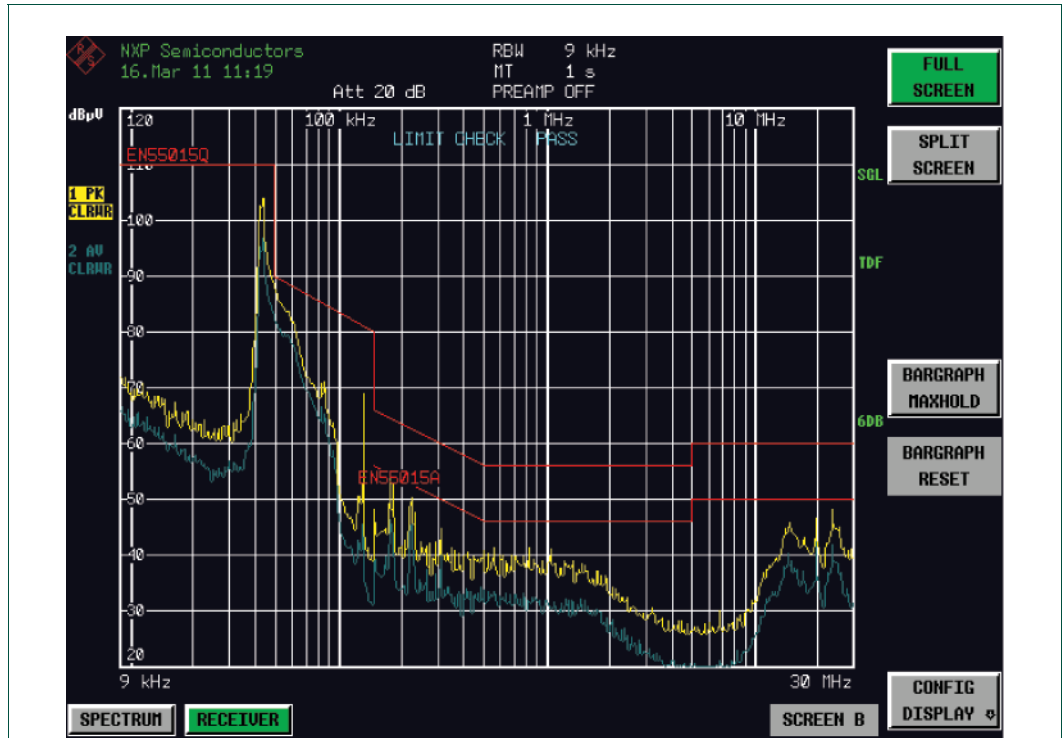 NXP Semiconductors
16.Mar 11 11:19
RBW 9 kHz
MT 1 s
Att 20 dB PREAMP OFF
dBµV
120
100 kHz
1 MHz
10 MHz
LIMIT CHECK PASS
EN55015Q
110
1 PK
CLRWR
100
2 AV
CLRWR
90
80
70
60
EN55015A
50
40
30
20
9 kHz
30 MHz
SGL
TDF
6DB
FULL
SCREEN
SPLIT
SCREEN
BARGRAPH
MAXHOLD
BARGRAPH
RESET
CONFIG
DISPLAY
SPECTRUM
RECEIVER
SCREEN B